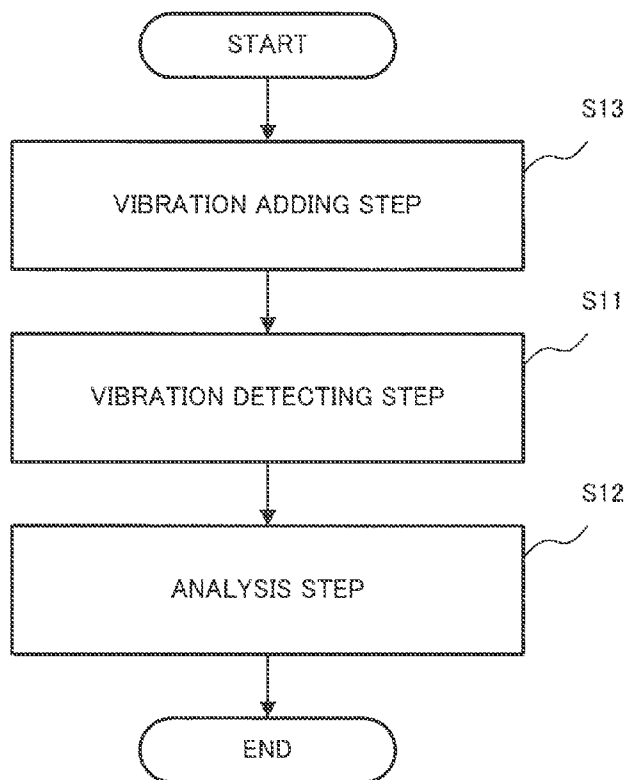 START
S13
VIBRATION ADDING STEP
S11
VIBRATION DETECTING STEP
S12
ANALYSIS STEP
END